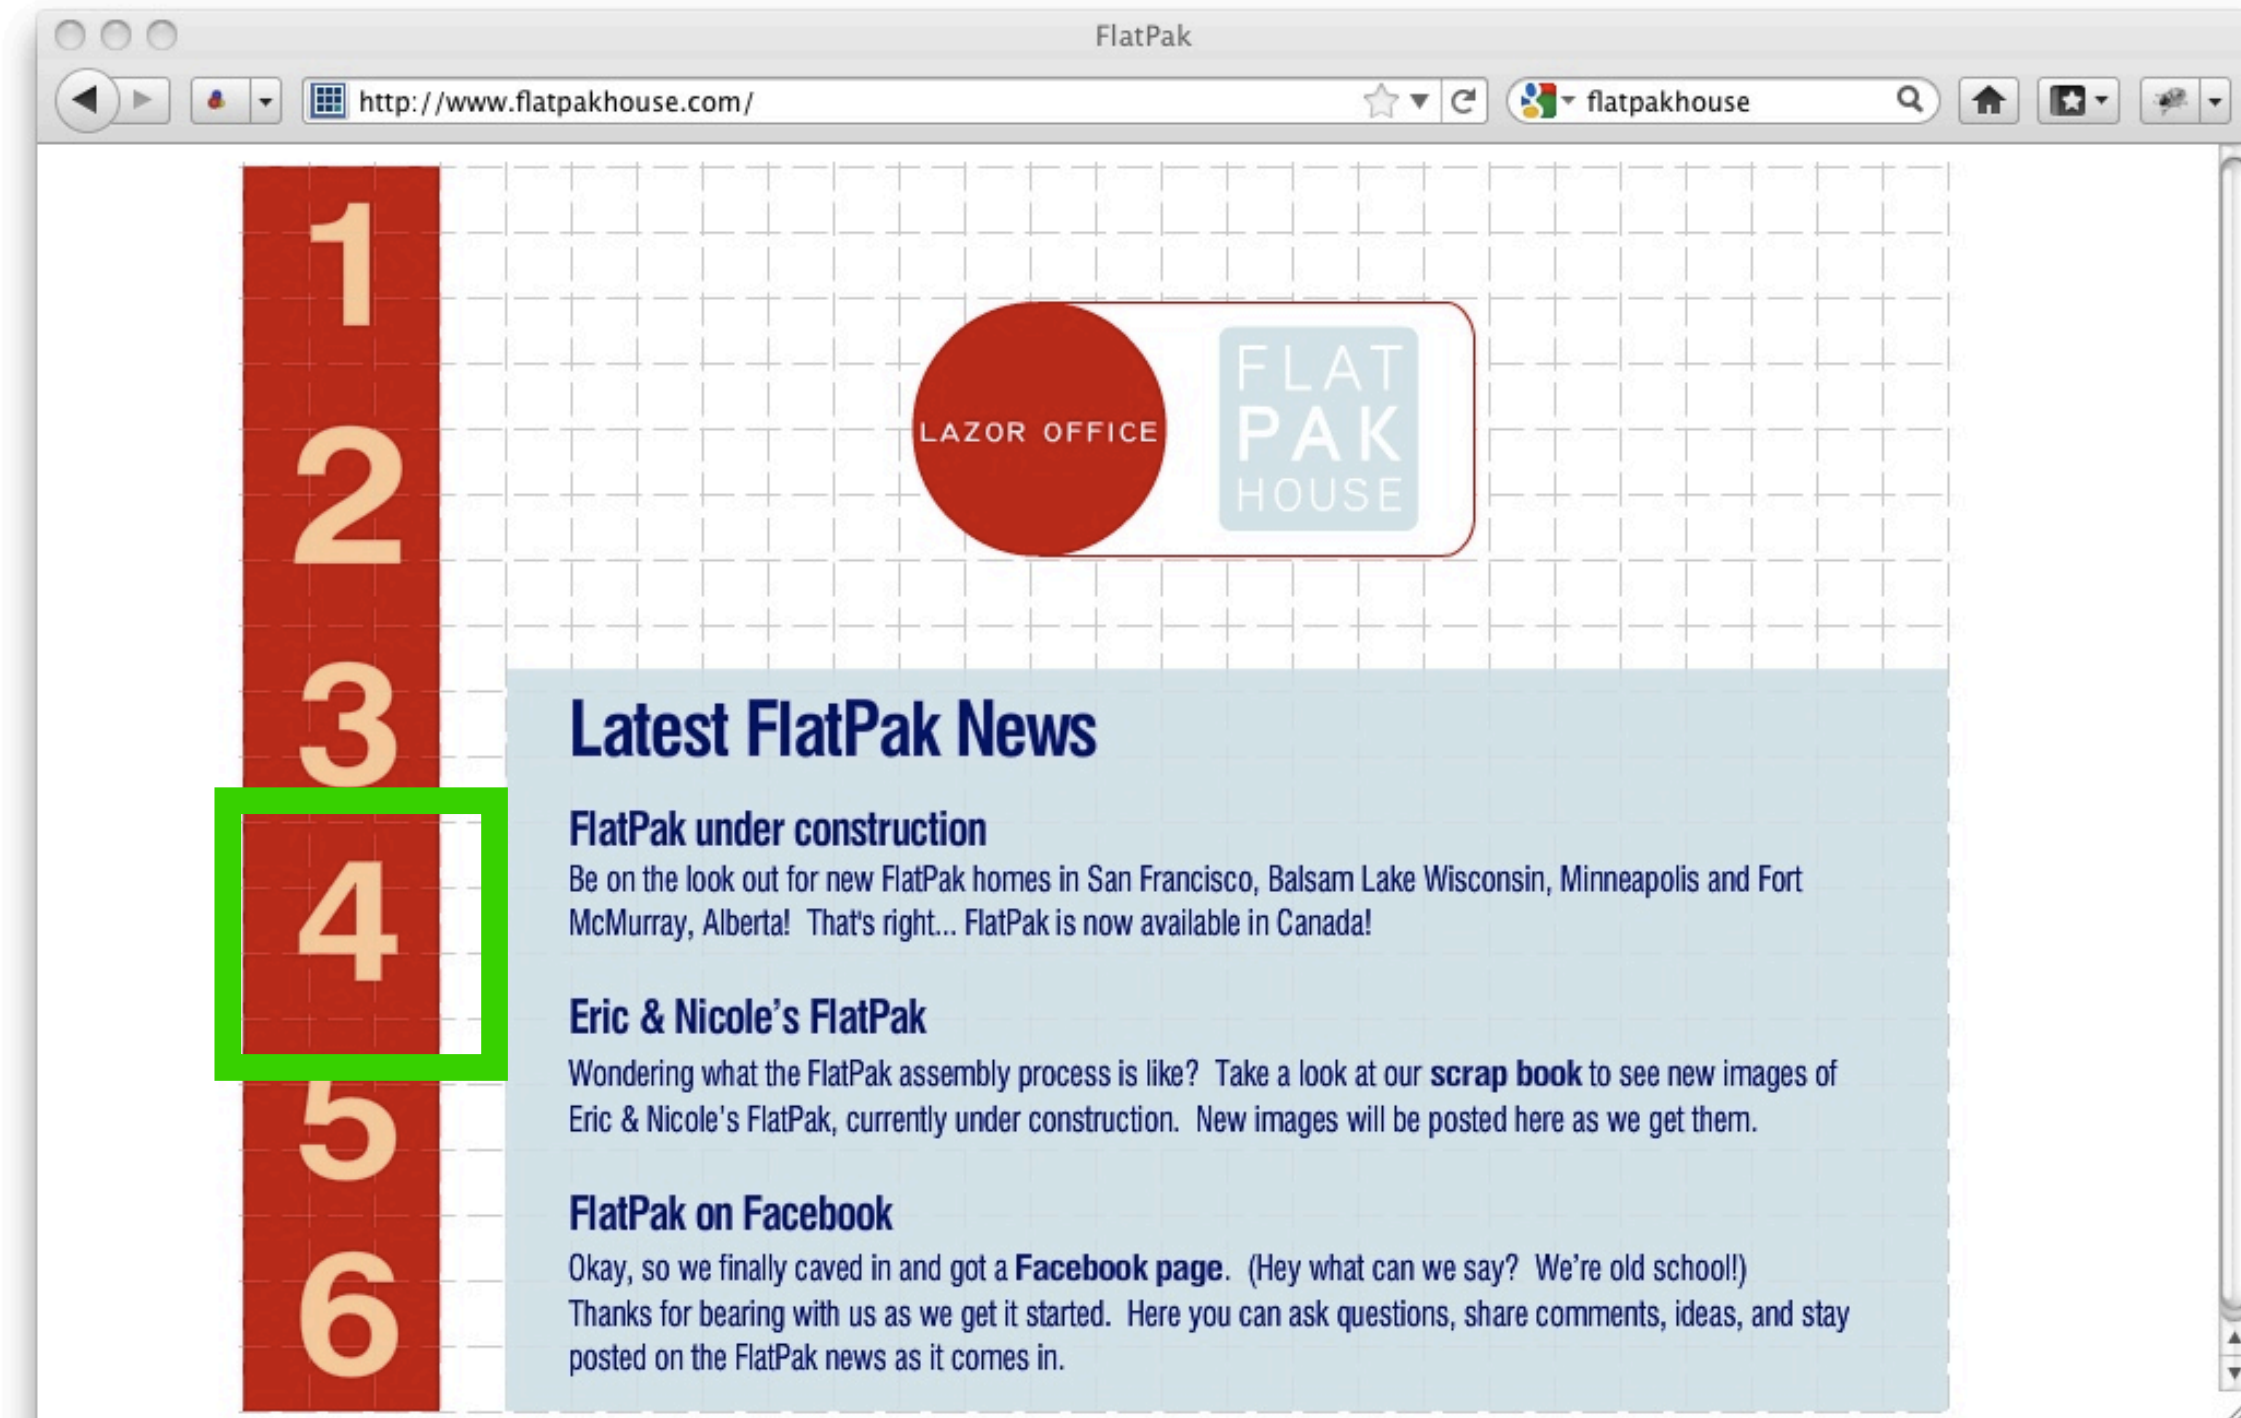 FlatPak
http://www.flatpakhouse.com/
flatpakhouse
1
2
3
4
5
6
LAZOR OFFICE
FLAT
PAK
HOUSE
Latest FlatPak News
FlatPak under construction
Be on the look out for new FlatPak homes in San Francisco, Balsam Lake Wisconsin, Minneapolis and Fort
McMurray, Alberta! That's right... FlatPak is now available in Canada!
Eric & Nicole's FlatPak
Wondering what the FlatPak assembly process is like? Take a look at our scrap book to see new images of
Eric & Nicole's FlatPak, currently under construction. New images will be posted here as we get them.
FlatPak on Facebook
Okay, so we finally caved in and got a Facebook page. (Hey what can we say? We're old school!)
Thanks for bearing with us as we get it started. Here you can ask questions, share comments, ideas, and stay
posted on the FlatPak news as it comes in.